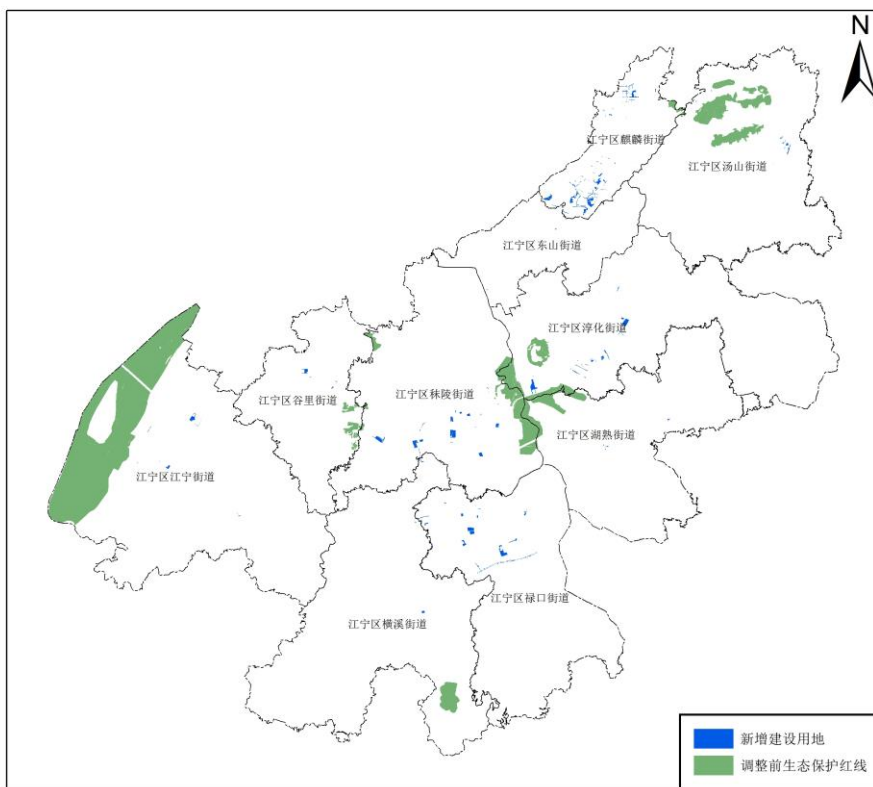 N
江宁区麒麟街道
江宁区汤山街道
江宁区东山街道
江宁区淳化街道
江宁区谷里街道
江宁区秣陵街道
江宁区湖熟街道
江宁区江宁街道
江宁区禄口街道
江宁区横溪街道
新增建设用地
调整前生态保护红线